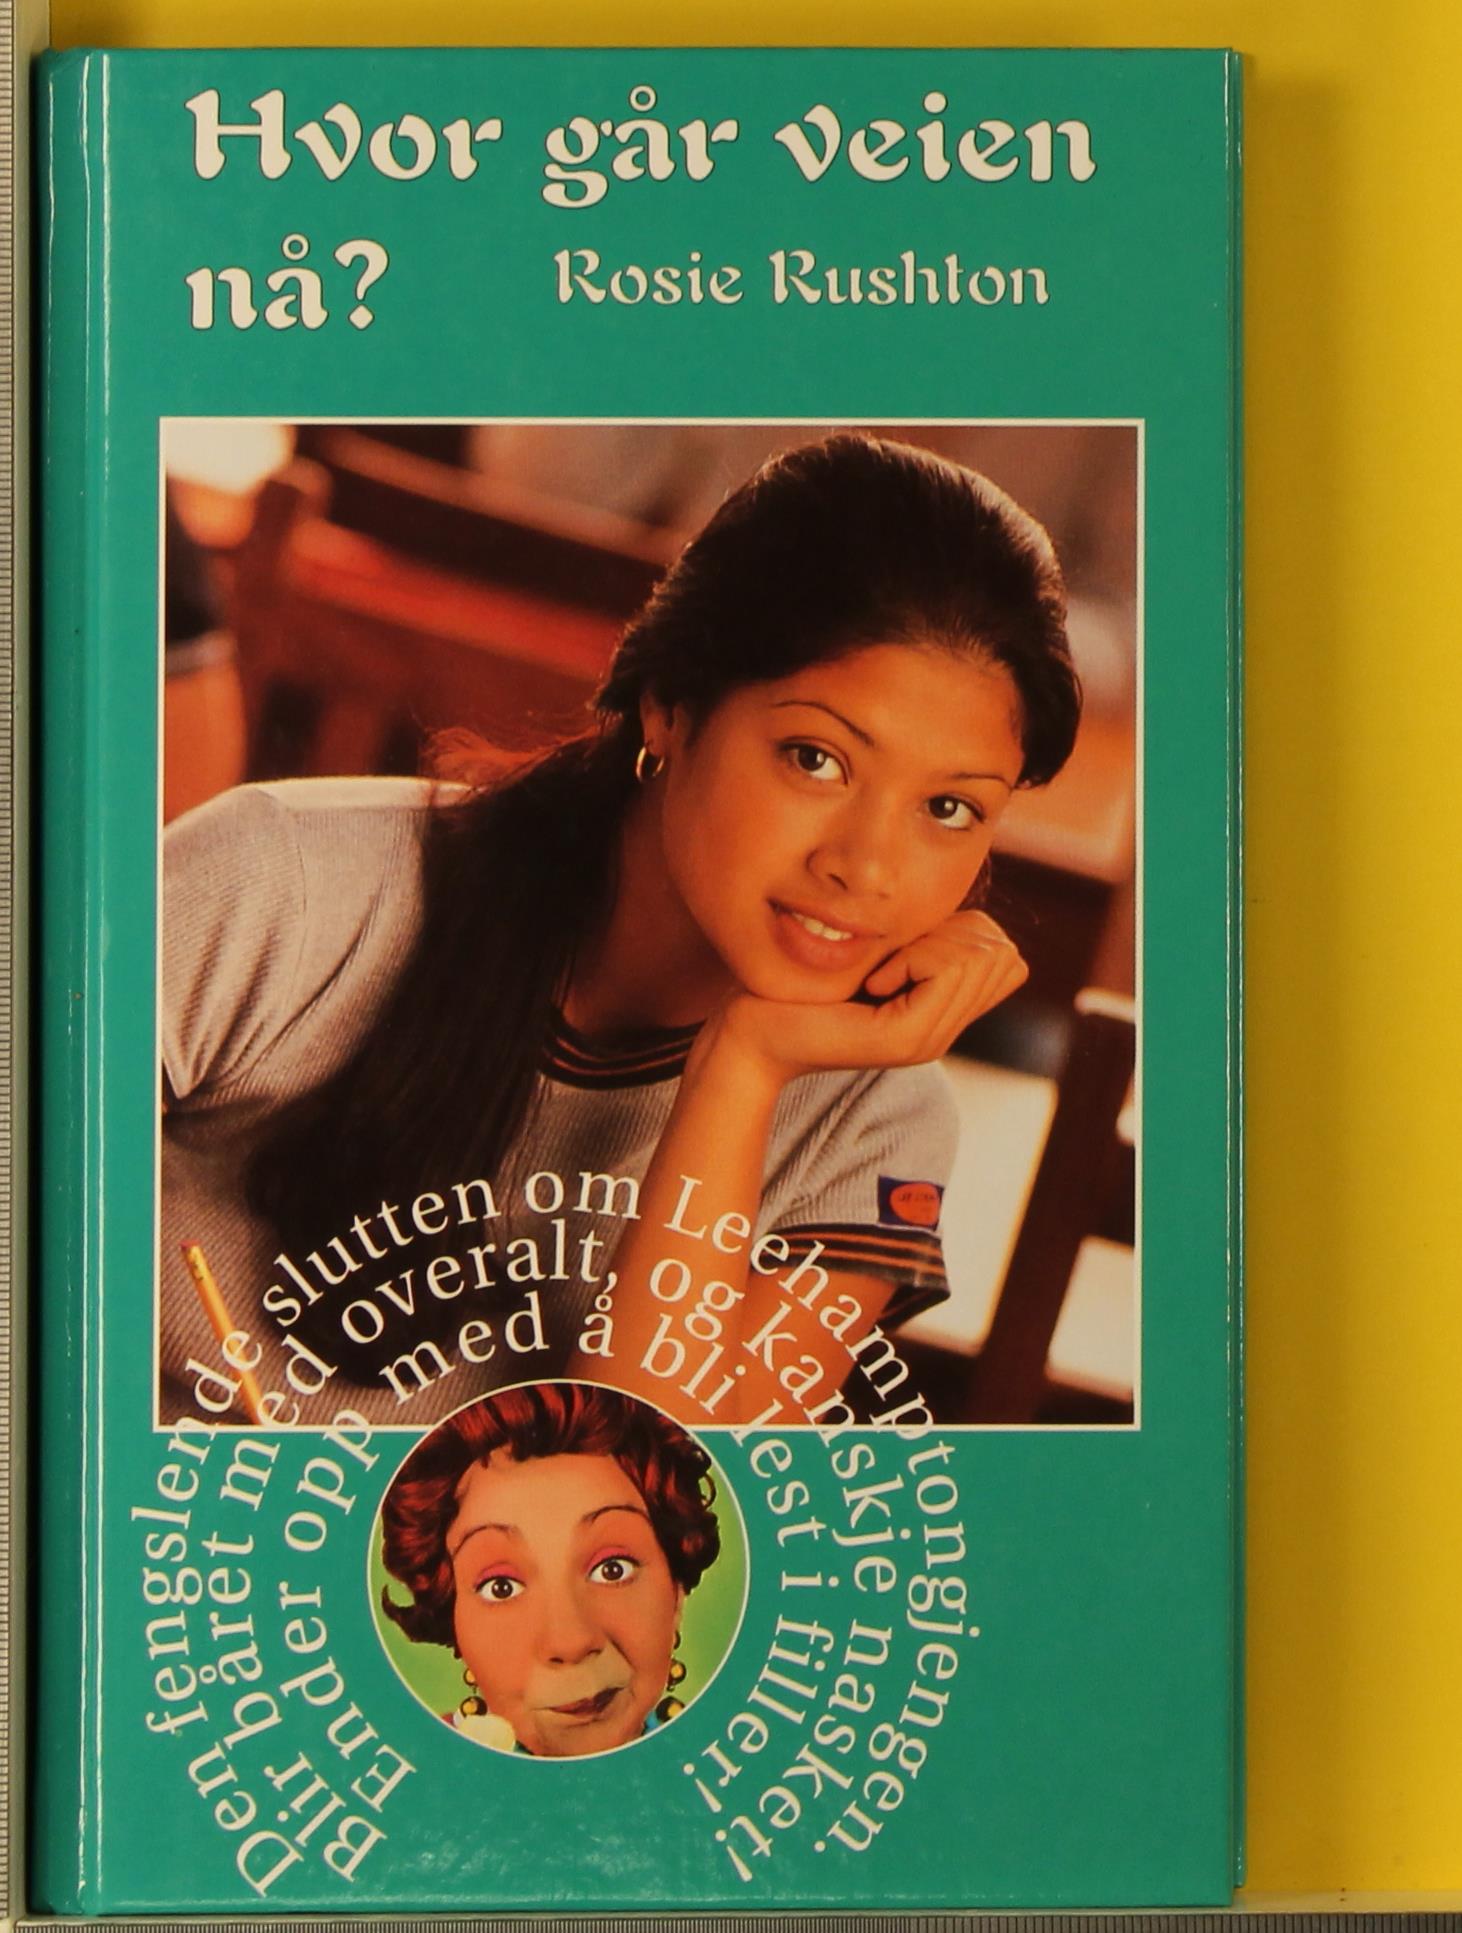 Hvor går veien
nå?
Rosie Rushton
Den fengslende slutten om Leehamptongjengen.
Blir båret med overalt, og kanskje nasket!
Ender opp med å bli lest i filler!